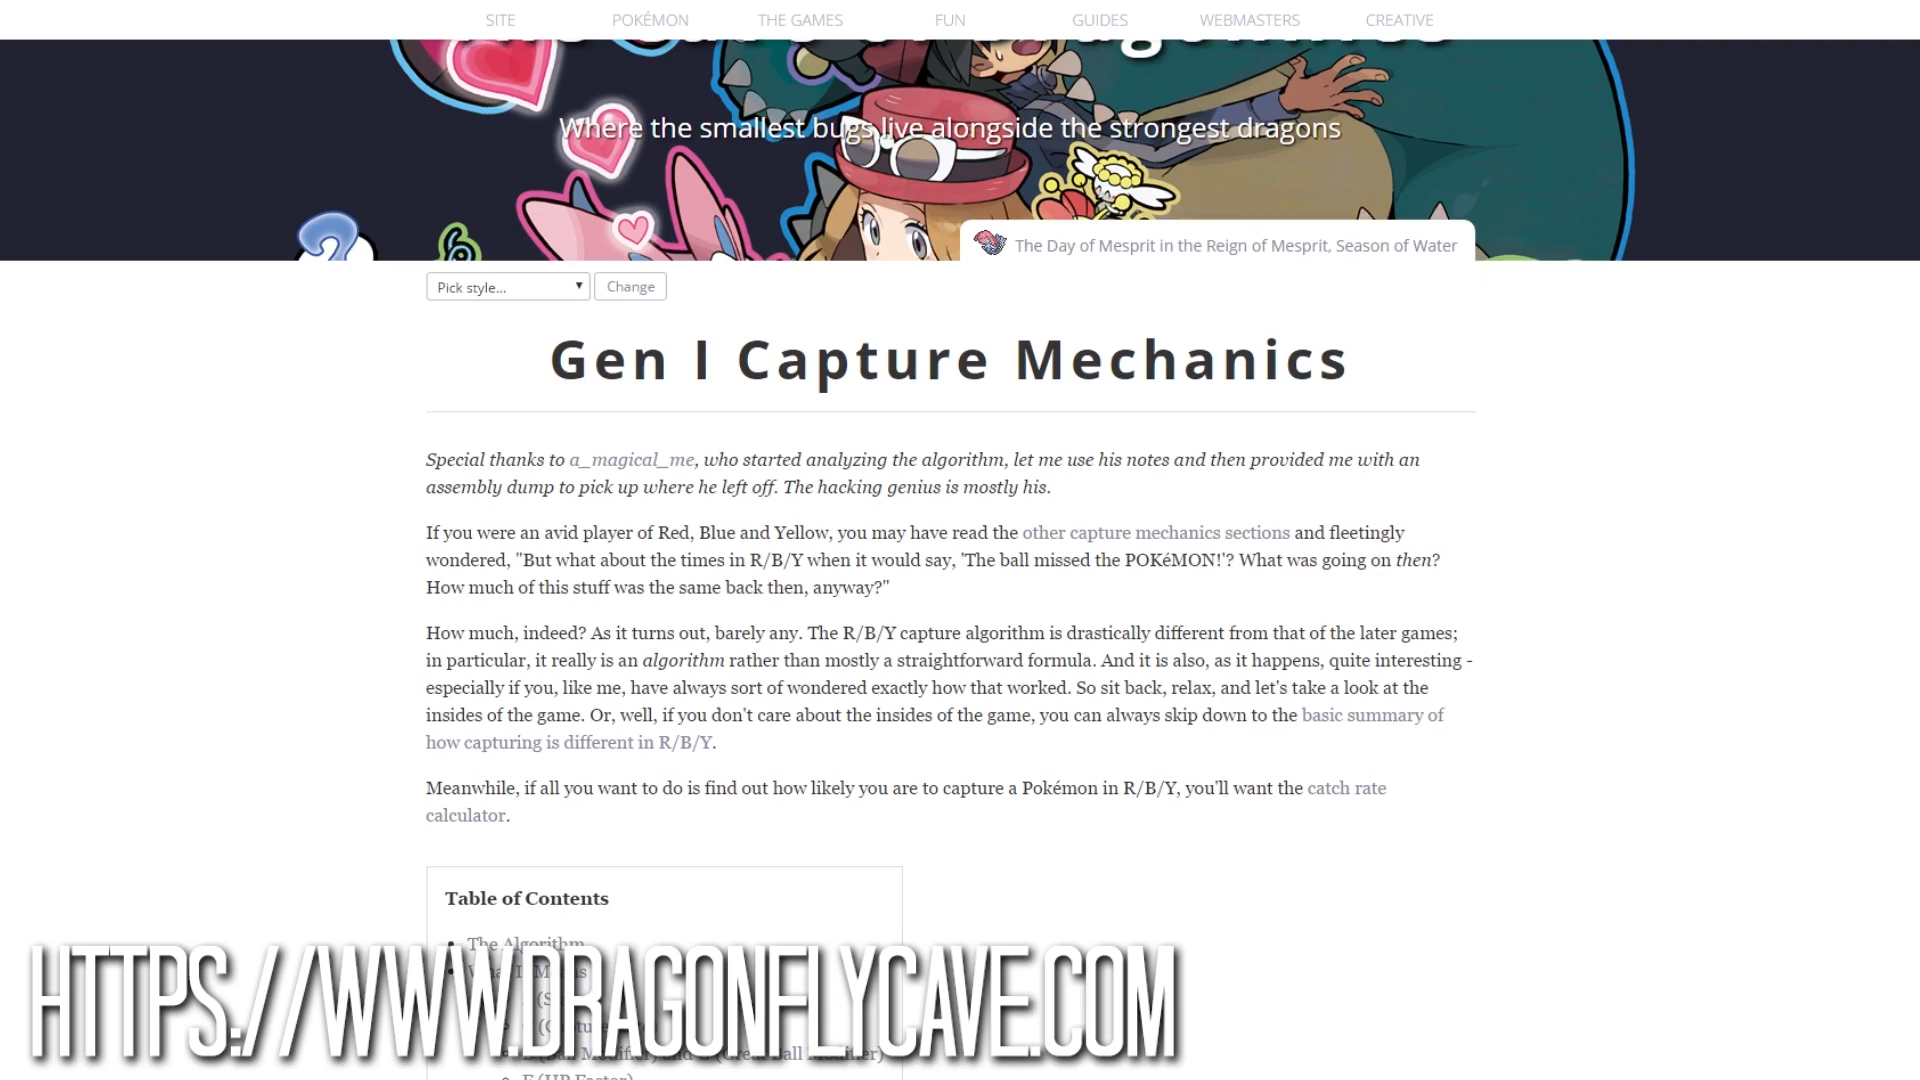 SITE POKÉMON THE GAMES FUN GUIDES WEBMASTERS CREATIVE
Where the smallest bugs live alongside the strongest dragons
The Day of Mesprit in the Reign of Mesprit, Season of Water
Pick style... Change
Gen I Capture Mechanics
Special thanks to a_magical_me, who started analyzing the algorithm, let me use his notes and then provided me with an
assembly dump to pick up where he left off. The hacking genius is mostly his.
If you were an avid player of Red, Blue and Yellow, you may have read the other capture mechanics sections and fleetingly
wondered, "But what about the times in R/B/Y when it would say, 'The ball missed the POKéMON!'? What was going on then?
How much of this stuff was the same back then, anyway?"
How much, indeed? As it turns out, barely any. The R/B/Y capture algorithm is drastically different from that of the later games;
in particular, it really is an algorithm rather than mostly a straightforward formula. And it is also, as it happens, quite interesting -
especially if you, like me, have always sort of wondered exactly how that worked. So sit back, relax, and let's take a look at the
insides of the game. Or, well, if you don't care about the insides of the game, you can always skip down to the basic summary of
how capturing is different in R/B/Y.
Meanwhile, if all you want to do is find out how likely you are to capture a Pokémon in R/B/Y, you'll want the catch rate
calculator.
Table of Contents
The Algorithm
HTTPS://WWW.DRAGONFLYCAVE.COM